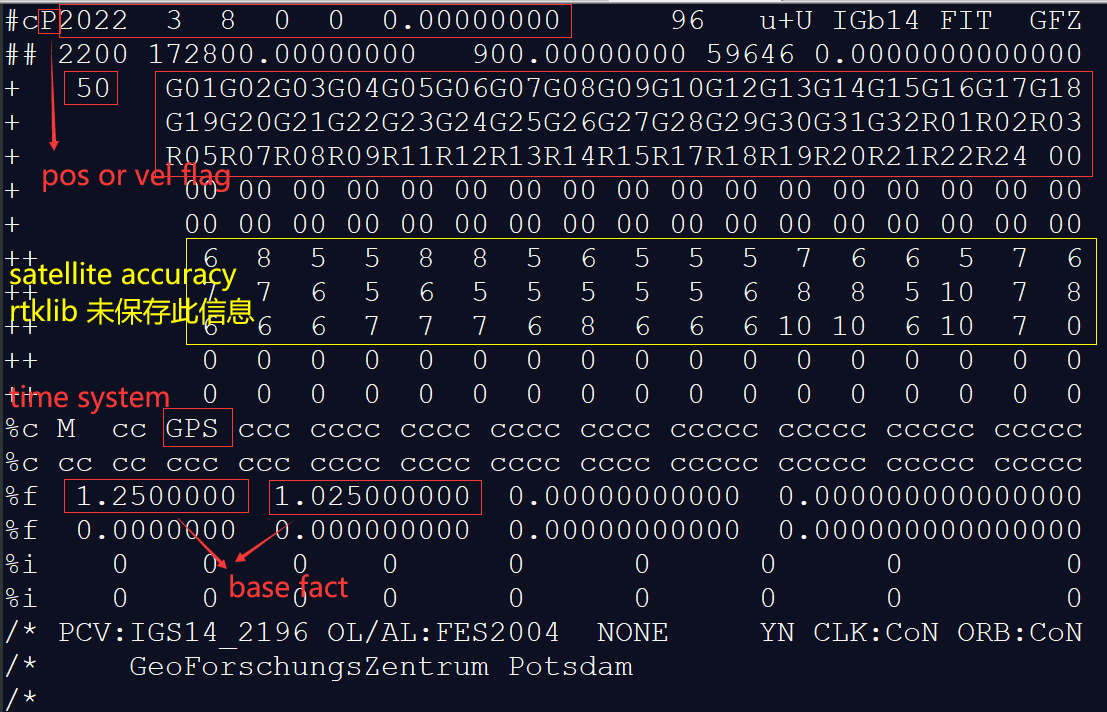 #cP2022  3  8  0  0  0.00000000      96   u+U IGb14 FIT  GFZ
## 2200 172800.00000000   900.00000000 59646 0.0000000000000
+   50   G01G02G03G04G05G06G07G08G09G10G12G13G14G15G16G17G18
+        G19G20G21G22G23G24G25G26G27G28G29G30G31G32R01R02R03
+        R05R07R08R09R11R12R13R14R15R17R18R19R20R21R22R24 00
pos or vel flag
+         00 00 00 00 00 00 00 00 00 00 00 00 00 00 00 00 00
+         00 00 00 00 00 00 00 00 00 00 00 00 00 00 00 00 00
++         6  8  5  5  8  8  5  6  5  5  5  7  6  6  5  7  6
satellite accuracy
++         7  7  6  5  6  5  5  5  5  5  6  8  8  5 10  7  8
rtklib 未保存此信息
++         6  6  6  7  7  7  6  8  6  6  6 10 10  6 10  7  0
++         0  0  0  0  0  0  0  0  0  0  0  0  0  0  0  0  0
++         0  0  0  0  0  0  0  0  0  0  0  0  0  0  0  0  0
time system
%c M  cc GPS ccc cccc cccc cccc cccc ccccc ccccc ccccc ccccc
%c cc cc ccc ccc cccc cccc cccc cccc ccccc ccccc ccccc ccccc
%f  1.2500000  1.025000000  0.00000000000  0.000000000000000
%f  0.0000000  0.000000000  0.00000000000  0.000000000000000
%i    0    0    0    0      0      0      0      0         0
base fact
%i    0    0    0    0      0      0      0      0         0
/* PCV:IGS14_2196 OL/AL:FES2004  NONE     YN CLK:CoN ORB:CoN
/*     GeoForschungsZentrum Potsdam
/*